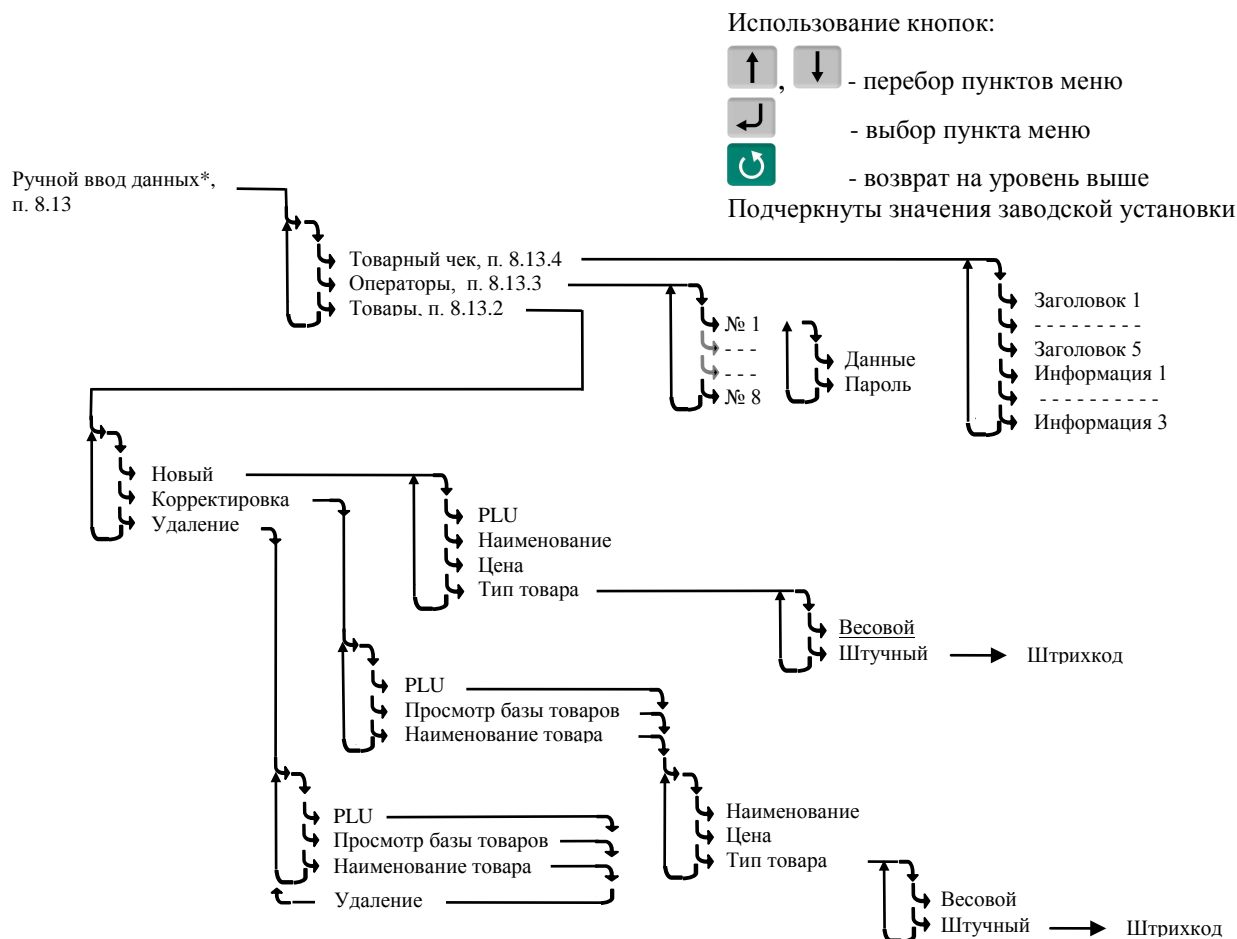 Использование кнопок:
, - перебор пунктов меню
- выбор пункта меню
- возврат на уровень выше
Подчеркнуты значения заводской установки
Ручной ввод данных*,
п. 8.13
Товарный чек, п. 8.13.4
Операторы, п. 8.13.3
Товары, п. 8.13.2
№ 1
- - -
- - -
№ 8
Данные
Пароль
Заголовок 1
- - - - - - - - -
Заголовок 5
Информация 1
- - - - - - - - - -
Информация 3
Новый
Корректировка
Удаление
PLU
Наименование
Цена
Тип товара
Весовой
Штучный
Штрихкод
PLU
Просмотр базы товаров
Наименование товара
Наименование
Цена
Тип товара
PLU
Просмотр базы товаров
Наименование товара
Удаление
Весовой
Штучный
Штрихкод